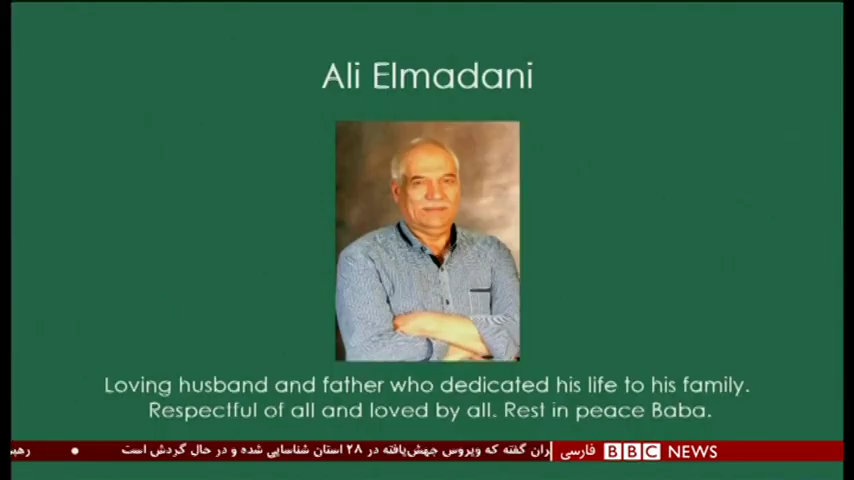 Ali Elmadani
Loving husband and father who dedicated his life to his family.
Respectful of all and loved by all. Rest in peace Baba.
گفته که ویروس جهش‌یافته در ۲۸ استان شناسایی شده و در حال گردش است •
فارسی BBC NEWS